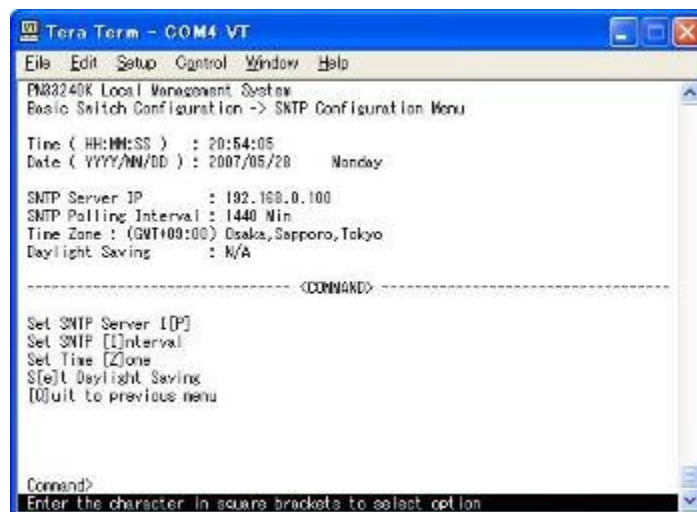 Tera Term - COM4 VT
File Edit Setup Control Window Help
PN83240K Local Management System
Basic Switch Configuration -> SNTP Configuration Menu
Time ( HH:MM:SS ) : 20:54:05
Date ( YYYY/MM/DD ) : 2007/05/28 Monday
SNTP Server IP : 192.168.0.100
SNTP Polling Interval : 1440 Min
Time Zone : (GMT+09:00) Osaka,Sapporo,Tokyo
Daylight Saving : N/A
------------------------------- <COMMAND> -------------------------------
Set SNTP Server I[P]
Set SNTP [I]nterval
Set Time [Z]one
S[e]t Daylight Saving
[Q]uit to previous menu
Command>
Enter the character in square brackets to select option